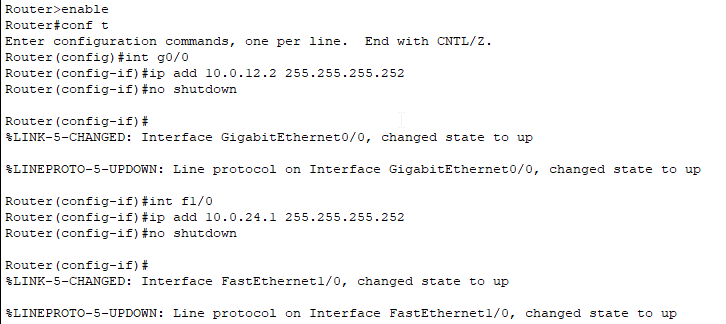 Router>enable
Router#conf t
Enter configuration commands, one per line.  End with CNTL/Z.
Router(config)#int g0/0
Router(config-if)#ip add 10.0.12.2 255.255.255.252
Router(config-if)#no shutdown
Router(config-if)#
%LINK-5-CHANGED: Interface GigabitEthernet0/0, changed state to up
%LINEPROTO-5-UPDOWN: Line protocol on Interface GigabitEthernet0/0, changed state to up
Router(config-if)#int f1/0
Router(config-if)#ip add 10.0.24.1 255.255.255.252
Router(config-if)#no shutdown
Router(config-if)#
%LINK-5-CHANGED: Interface FastEthernet1/0, changed state to up
%LINEPROTO-5-UPDOWN: Line protocol on Interface FastEthernet1/0, changed state to up